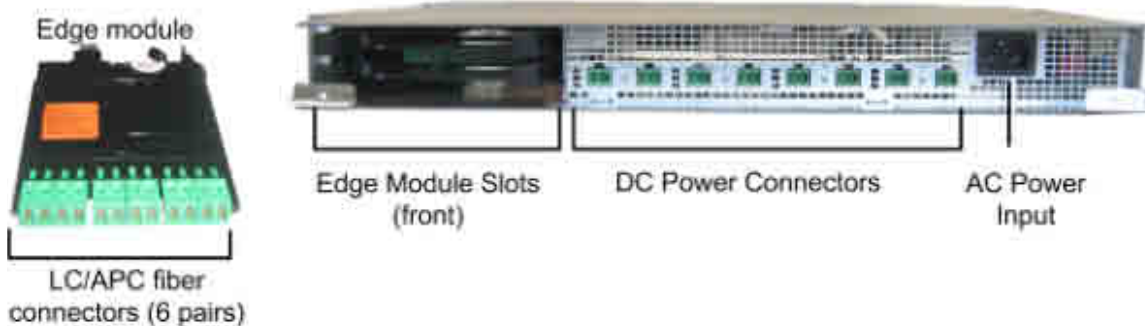 Edge module
LC/APC fiber
connectors (6 pairs)
Edge Module Slots
(front)
DC Power Connectors
AC Power
Input